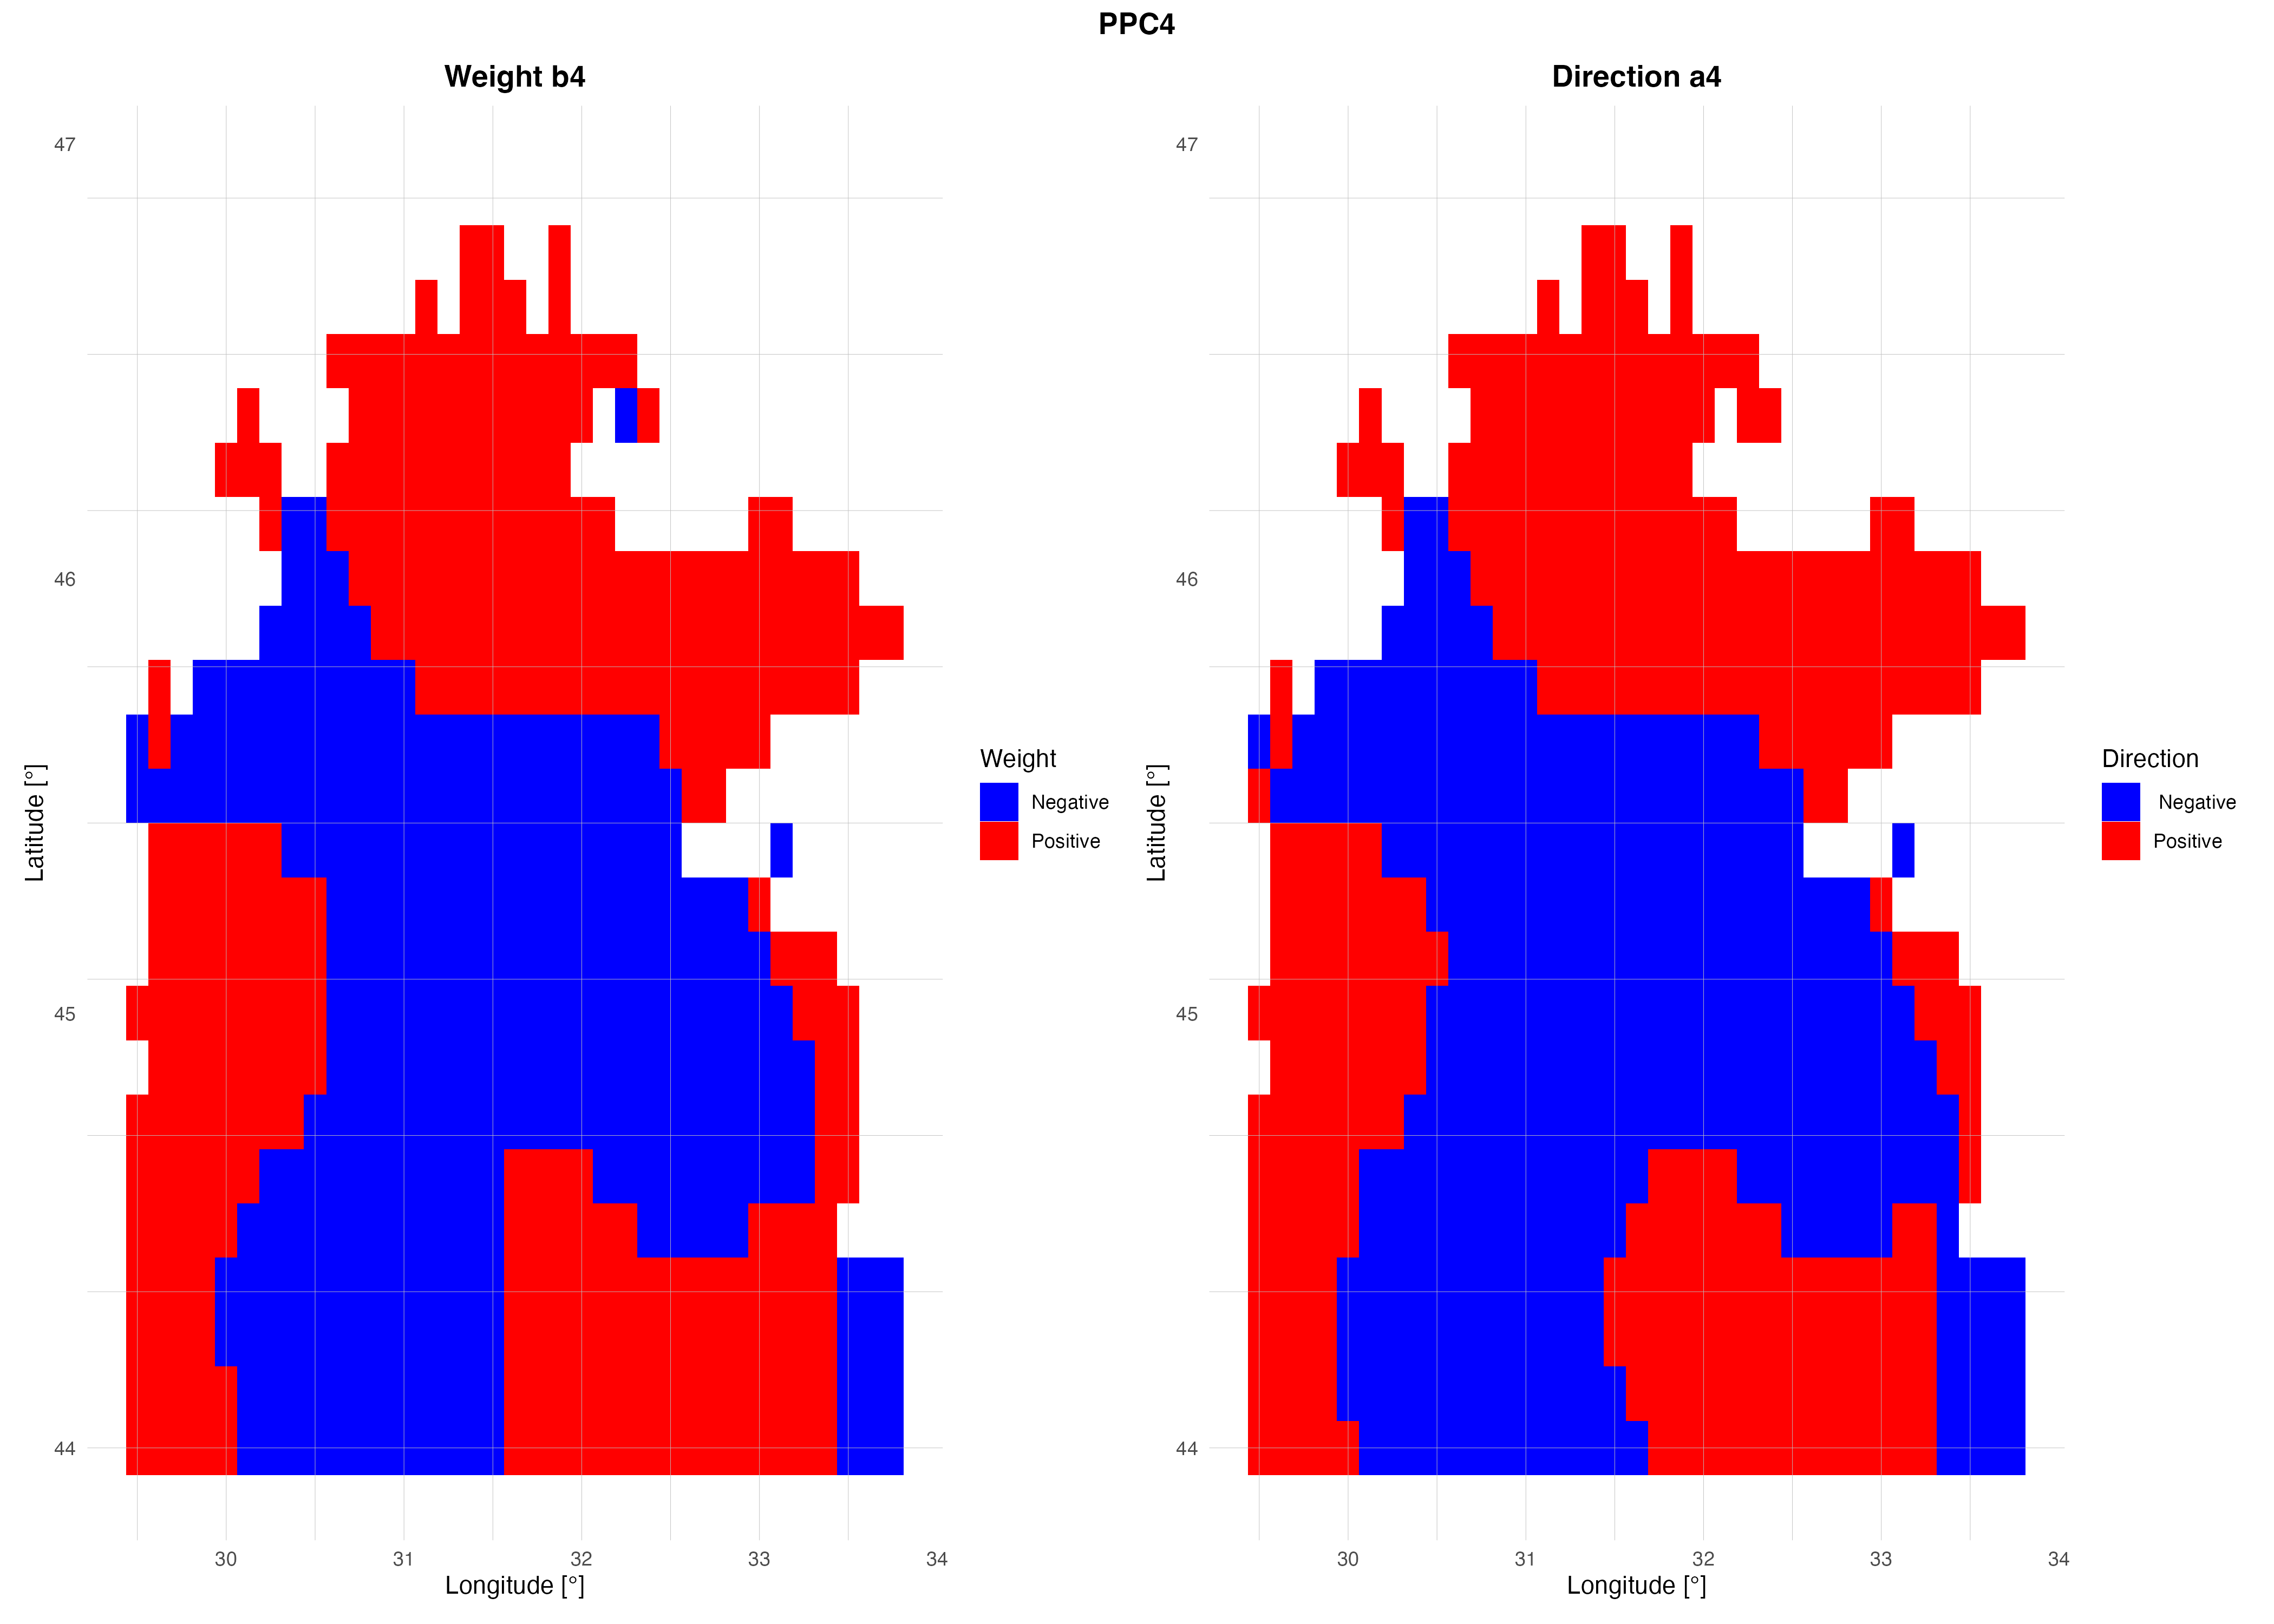 PPC4
Weight b4
47
46
45
44
Latitude [°]
30 31 32 33 34
Longitude [°]
Weight
Negative
Positive
Direction a4
47
46
45
44
Latitude [°]
30 31 32 33 34
Longitude [°]
Direction
Negative
Positive